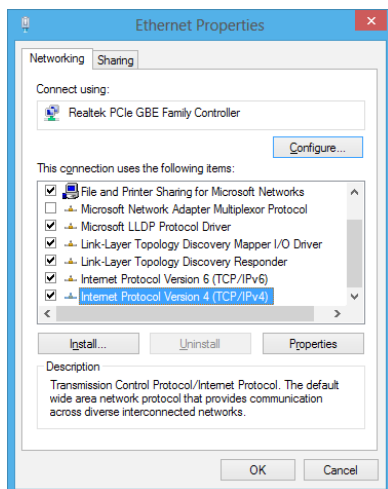 Ethernet Properties
Networking
Sharing
Connect using:
Realtek PCIe GBE Family Controller
Configure...
This connection uses the following items:
File and Printer Sharing for Microsoft Networks
Microsoft Network Adapter Multiplexor Protocol
Microsoft LLDP Protocol Driver
Link-Layer Topology Discovery Mapper I/O Driver
Link-Layer Topology Discovery Responder
Internet Protocol Version 6 (TCP/IPv6)
Internet Protocol Version 4 (TCP/IPv4)
Install...
Uninstall
Properties
Description
Transmission Control Protocol/Internet Protocol. The default
wide area network protocol that provides communication
across diverse interconnected networks.
OK
Cancel